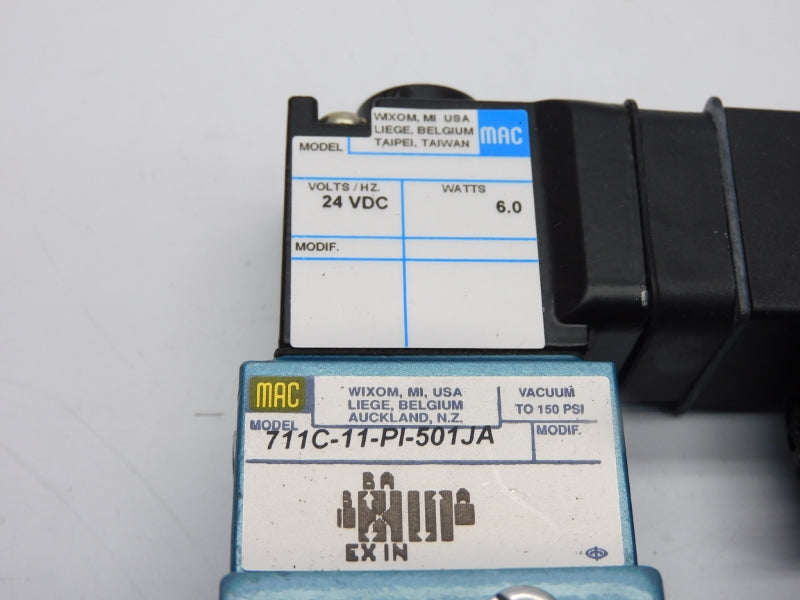 WIXOM, MI USA
LIEGE, BELGIUM
TAIPEI, TAIWAN
MAC
MODEL
VOLTS/HZ.
24 VDC
WATTS
6.0
MODIF.
MAC
WIXOM, MI, USA
LIEGE, BELGIUM
AUCKLAND, N.Z.
VACUUM
TO 150 PSI
MODEL
711C-11-PI-501JA
MODIF.
B A
B
A
EX IN